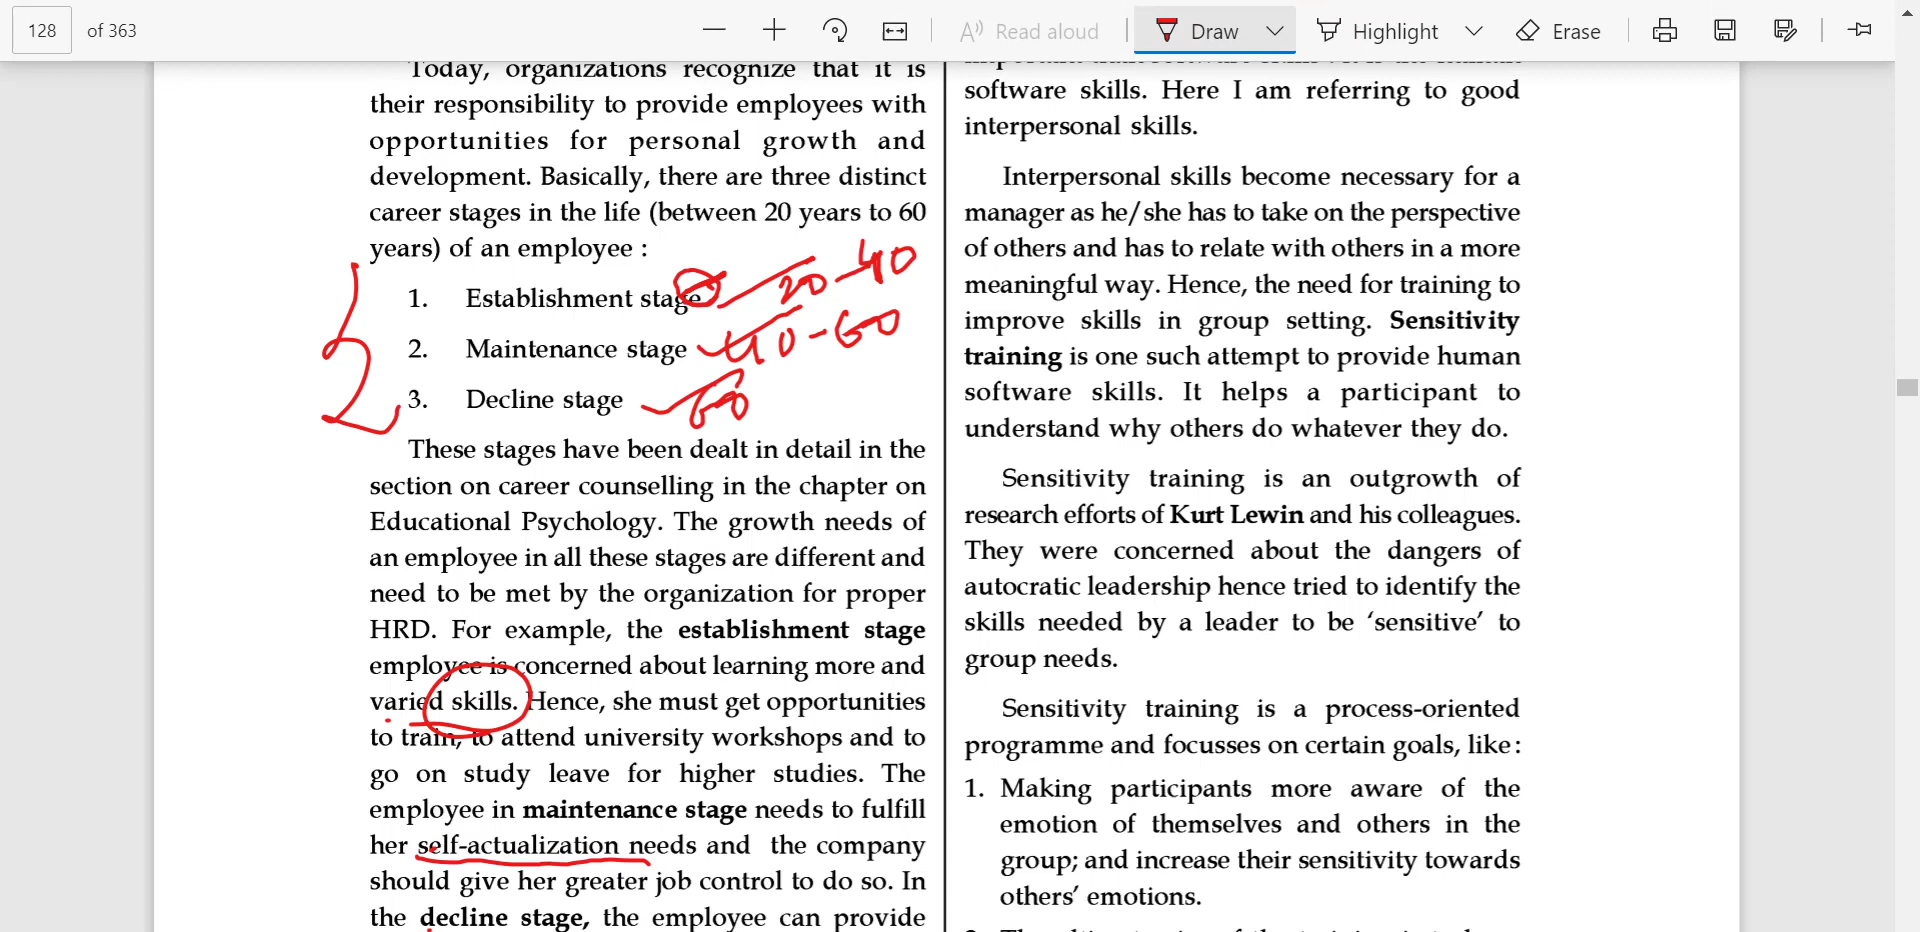 128 of 363 Read aloud Draw Highlight Erase
Today, organizations recognize that it is
their responsibility to provide employees with
opportunities for personal growth and
development. Basically, there are three distinct
career stages in the life (between 20 years to 60
years) of an employee :
1. Establishment stage 20-40
2. Maintenance stage 40-60
3. Decline stage 60
These stages have been dealt in detail in the
section on career counselling in the chapter on
Educational Psychology. The growth needs of
an employee in all these stages are different and
need to be met by the organization for proper
HRD. For example, the establishment stage
employee is concerned about learning more and
varied skills. Hence, she must get opportunities
to train, to attend university workshops and to
go on study leave for higher studies. The
employee in maintenance stage needs to fulfill
her self-actualization needs and the company
should give her greater job control to do so. In
the decline stage, the employee can provide
software skills. Here I am referring to good
interpersonal skills.
Interpersonal skills become necessary for a
manager as he/she has to take on the perspective
of others and has to relate with others in a more
meaningful way. Hence, the need for training to
improve skills in group setting. Sensitivity
training is one such attempt to provide human
software skills. It helps a participant to
understand why others do whatever they do.
Sensitivity training is an outgrowth of
research efforts of Kurt Lewin and his colleagues.
They were concerned about the dangers of
autocratic leadership hence tried to identify the
skills needed by a leader to be ‘sensitive’ to
group needs.
Sensitivity training is a process-oriented
programme and focusses on certain goals, like:
1. Making participants more aware of the
emotion of themselves and others in the
group; and increase their sensitivity towards
others’ emotions.